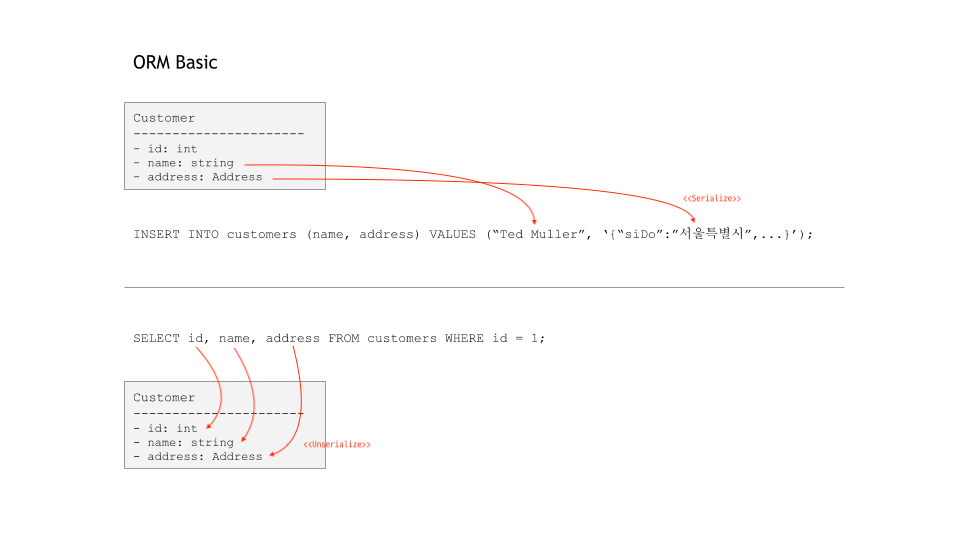 ORM Basic
Customer
----------------------
- id: int
- name: string
- address: Address
<<Serialize>>
INSERT INTO customers (name, address) VALUES (“Ted Muller”, ‘{“siDo”:”서울특별시”,...}’);
SELECT id, name, address FROM customers WHERE id = 1;
Customer
----------------------
- id: int
- name: string
<<Unserialize>>
- address: Address